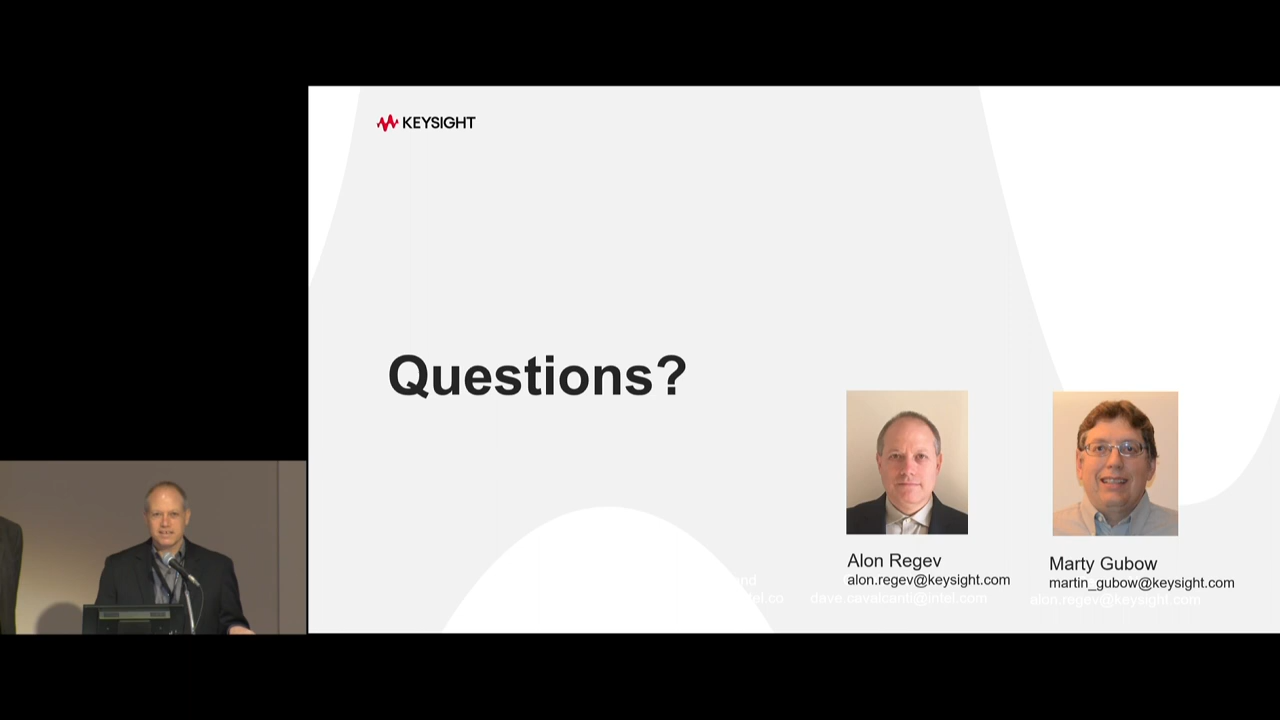 KEYSIGHT
Questions?
Alon Regev
alon.regev@keysight.com
Marty Gubow
martin_gubow@keysight.com
dave.cavalcanti@intel.com
alon.regev@keysight.com